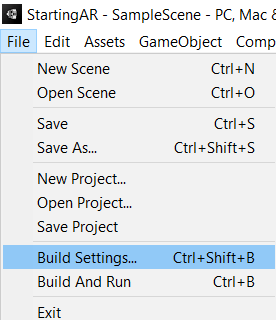 StartingAR - SampleScene - PC, Mac &
File Edit Assets GameObject Comp
New Scene Ctrl+N
Open Scene Ctrl+O
Save Ctrl+S
Save As... Ctrl+Shift+S
New Project...
Open Project...
Save Project
Build Settings... Ctrl+Shift+B
Build And Run Ctrl+B
Exit